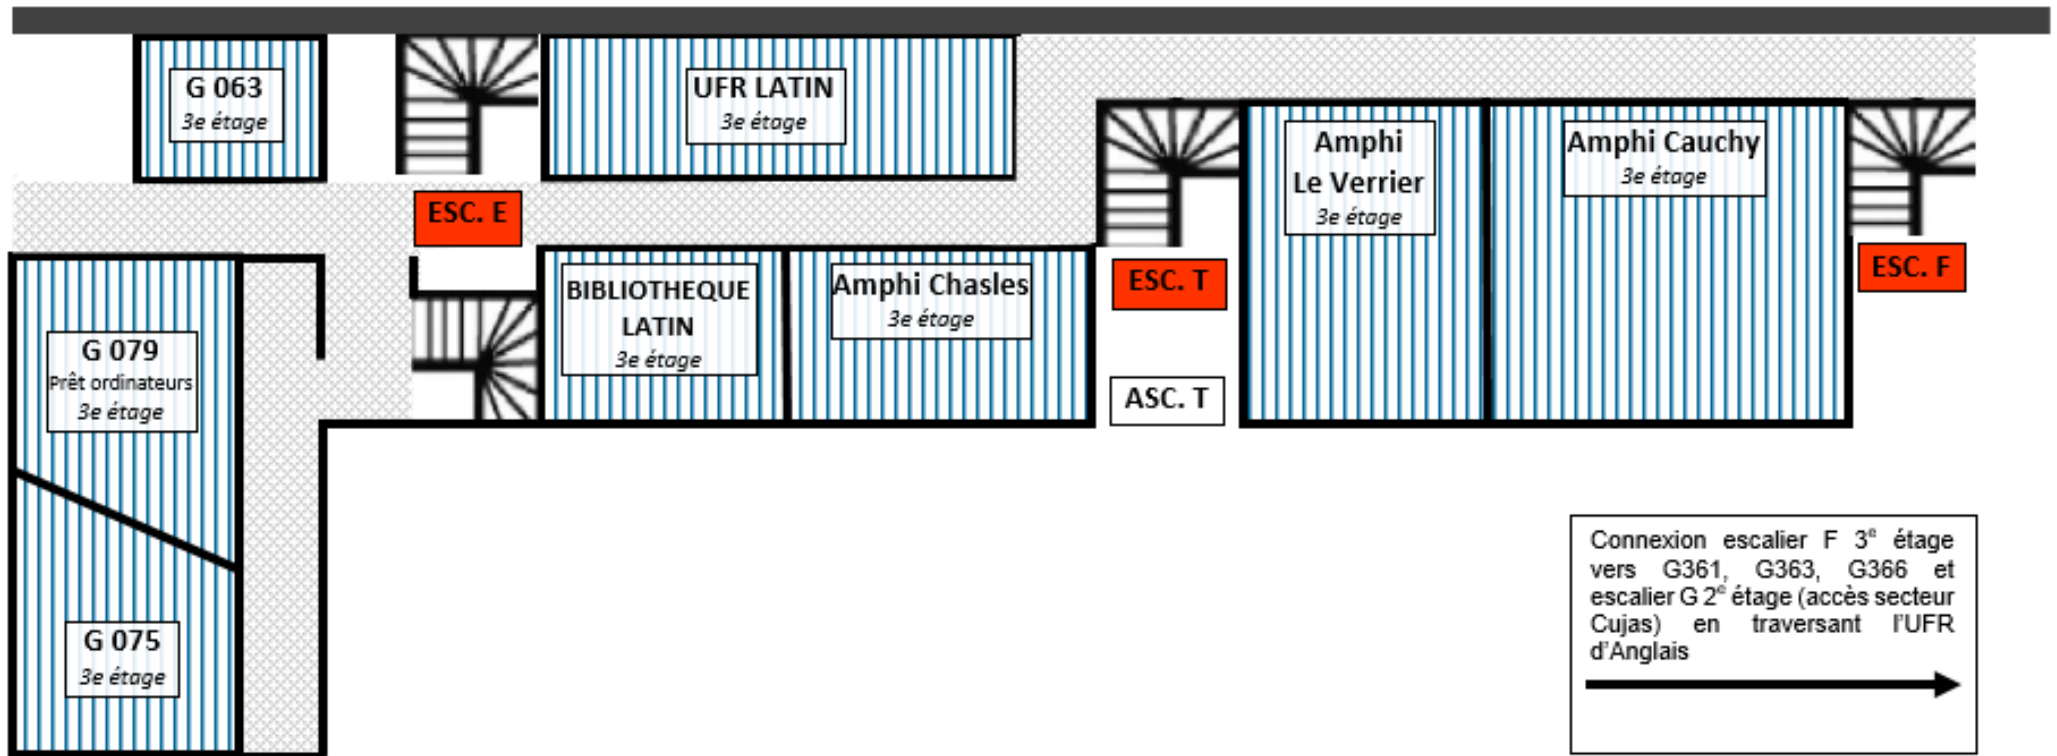 G 063
3e étage
UFR LATIN
3e étage
Amphi
Le Verrier
3e étage
Amphi Cauchy
3e étage
ESC. E
ESC. T
ESC. F
BIBLIOTHEQUE
LATIN
3e étage
Amphi Chasles
3e étage
G 079
Prêt ordinateurs
3e étage
ASC. T
G 075
3e étage
Connexion escalier F 3e étage
vers G361, G363, G366 et
escalier G 2e étage (accès secteur
Cujas) en traversant l'UFR
d'Anglais